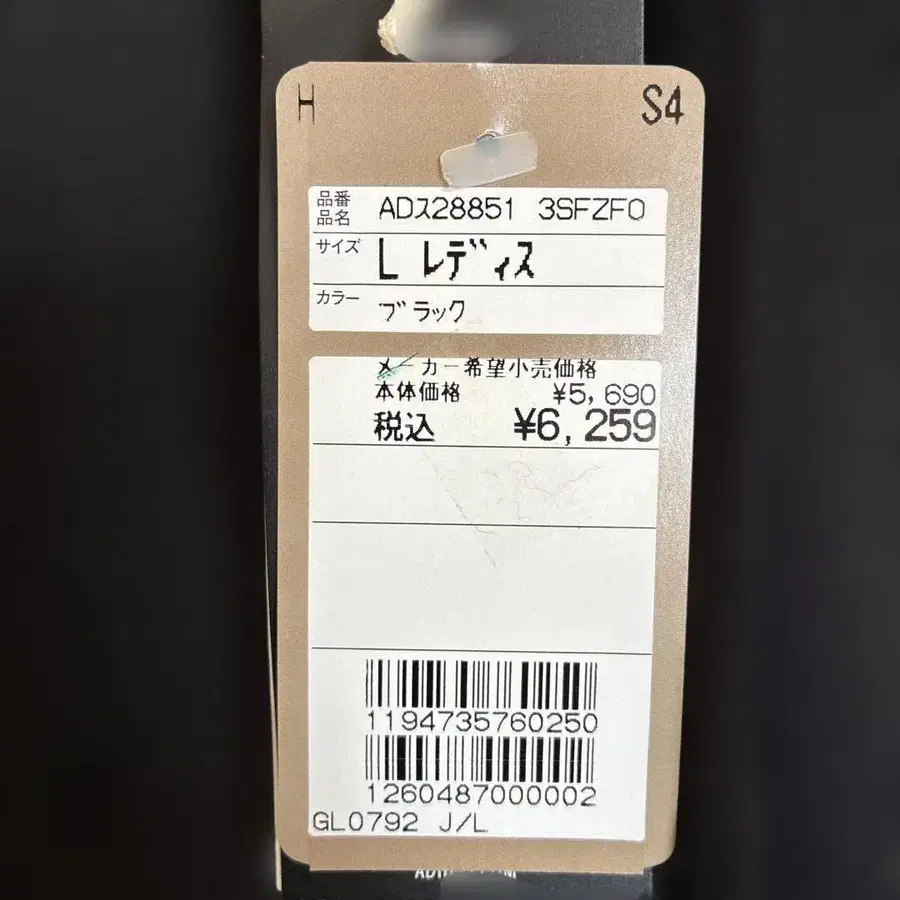 H S4
品番
品名 ADス28851 3SFZFO
サイズ L レディス
カラー ブラック
メーカー希望小売価格
本体価格 ¥5,690
税込 ¥6,259
1194735760250
1260487000002
GL0792 J/L